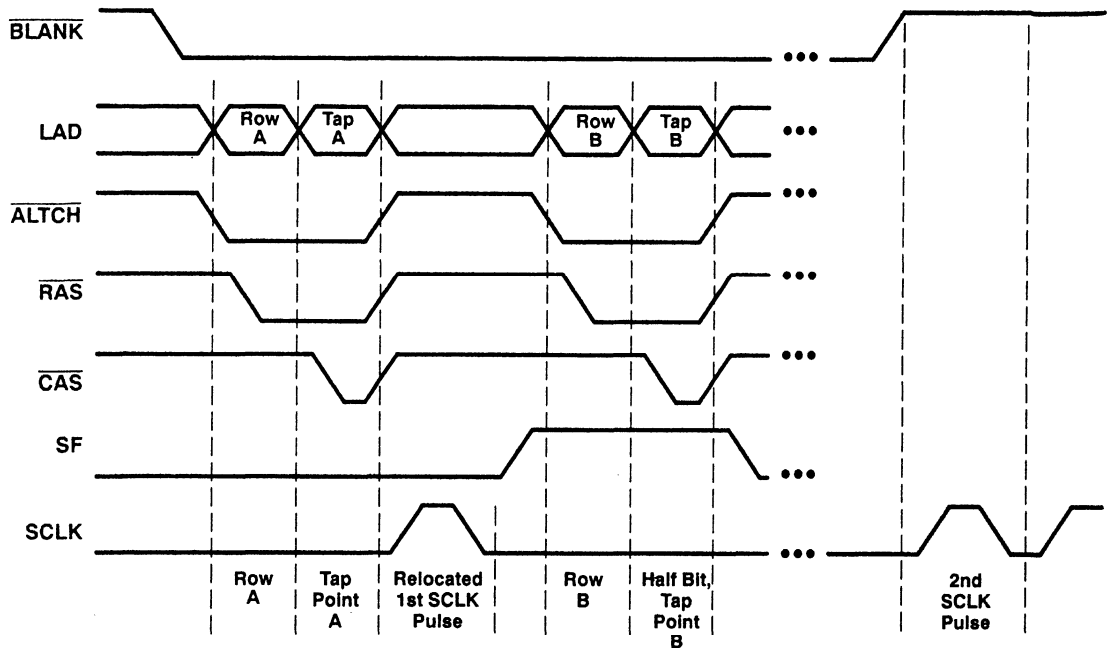 BLANK
LAD
Row
A
Tap
A
Row
B
Tap
B
ALTCH
RAS
CAS
SF
SCLK
Row
A
Tap
Point
A
Relocated
1st SCLK
Pulse
Row
B
Half Bit,
Tap
Point
B
2nd
SCLK
Pulse